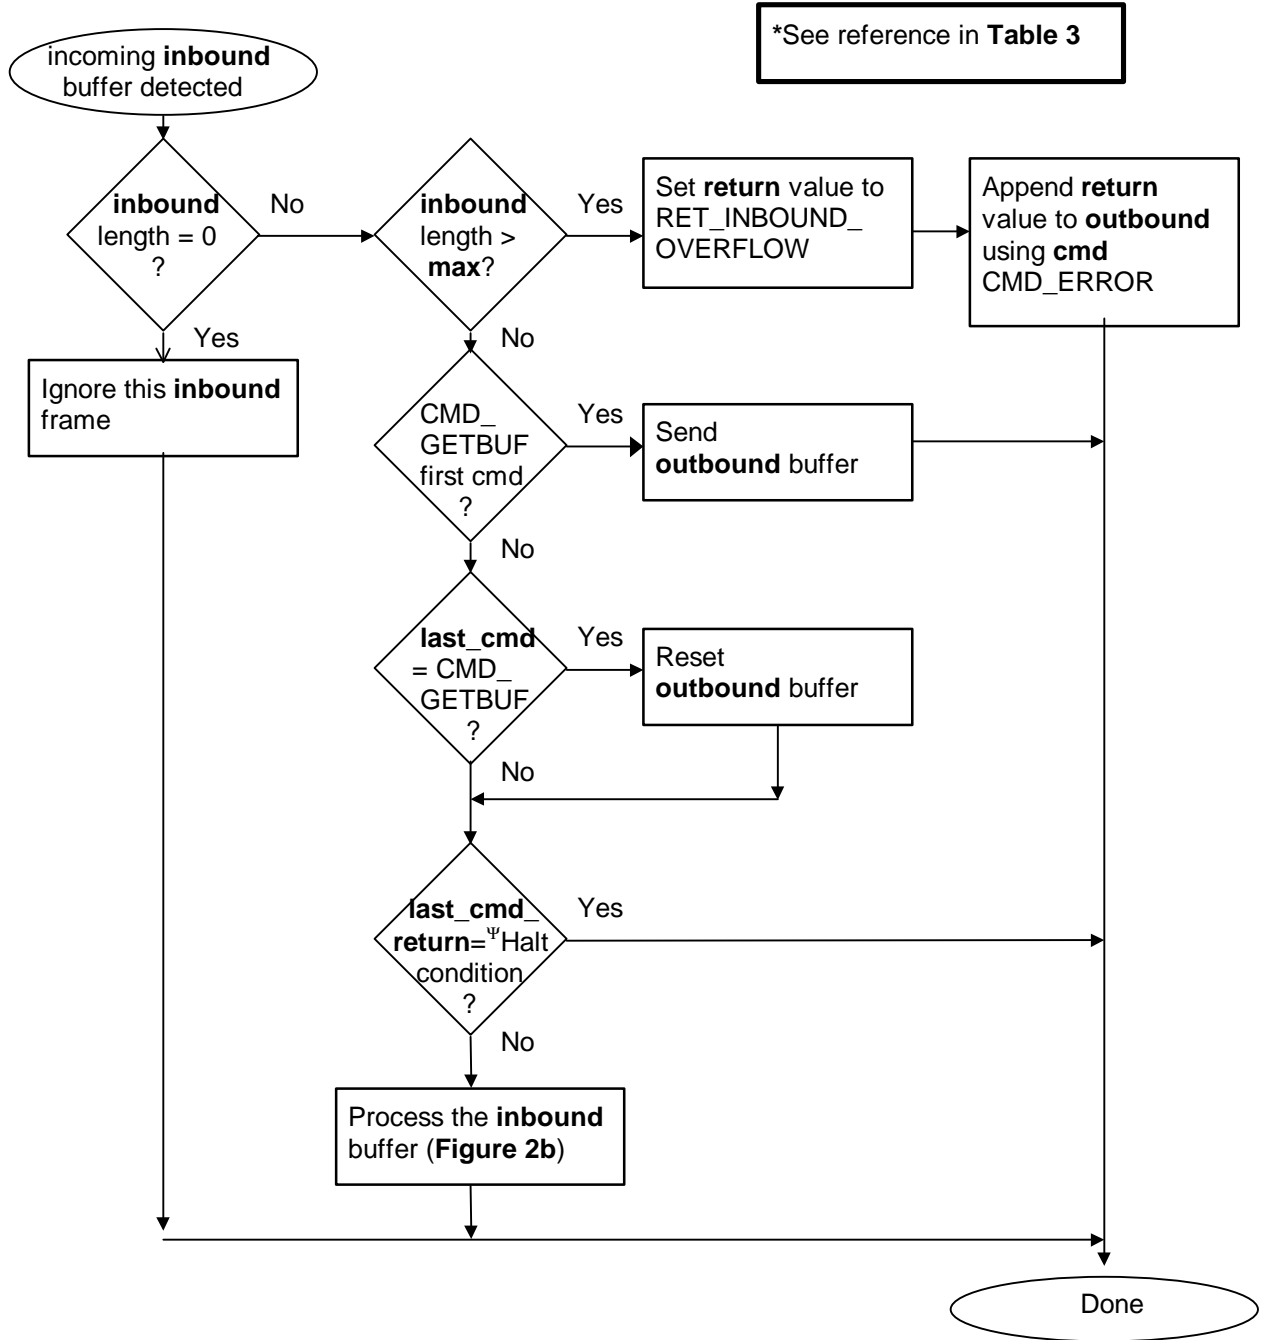 *See reference in Table 3
incoming inbound
buffer detected
inbound
length = 0
?
No
inbound
length >
max?
Yes
Set return value to
RET_INBOUND_
OVERFLOW
Append return
value to outbound
using cmd
CMD_ERROR
Yes
Ignore this inbound
frame
No
CMD_
GETBUF
first cmd
?
Yes
Send
outbound buffer
No
last_cmd
= CMD_
GETBUF
?
Yes
Reset
outbound buffer
No
last_cmd_
return=ΨHalt
condition
?
Yes
No
Process the inbound
buffer (Figure 2b)
Done